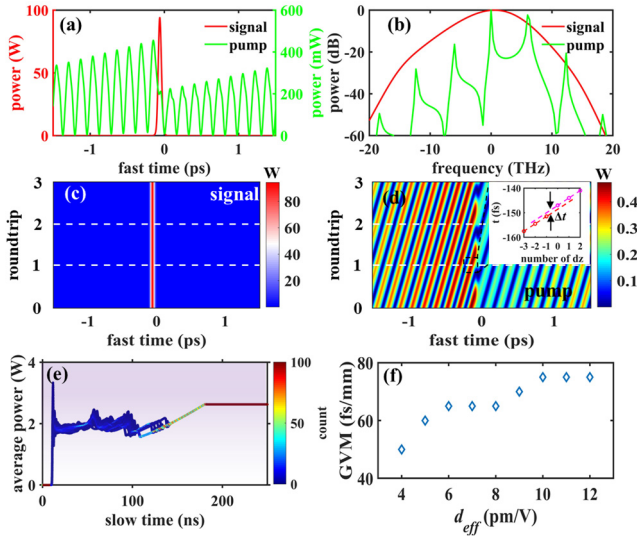 (a)
signal
pump
power (W)
100
50
0
600
400
200
0
power (mW)
-1
0
1
fast time (ps)
(b)
signal
pump
power (dB)
0
-20
-40
-60
-20
-10
0
10
20
frequency (THz)
(c)
signal
W
roundtrip
3
2
1
0
80
60
40
20
-1
0
1
fast time (ps)
(d)
pump
W
roundtrip
3
2
1
0
0.4
0.3
0.2
0.1
-1
0
1
fast time (ps)
t (fs)
-140
-150
-160
Δt
-3
-2
-1
0
1
2
number of dz
(e)
average power (W)
4
2
0
0
100
200
slow time (ns)
100
50
0
count
(f)
GVM (fs/mm)
80
60
40
4
6
8
10
12
d_eff (pm/V)